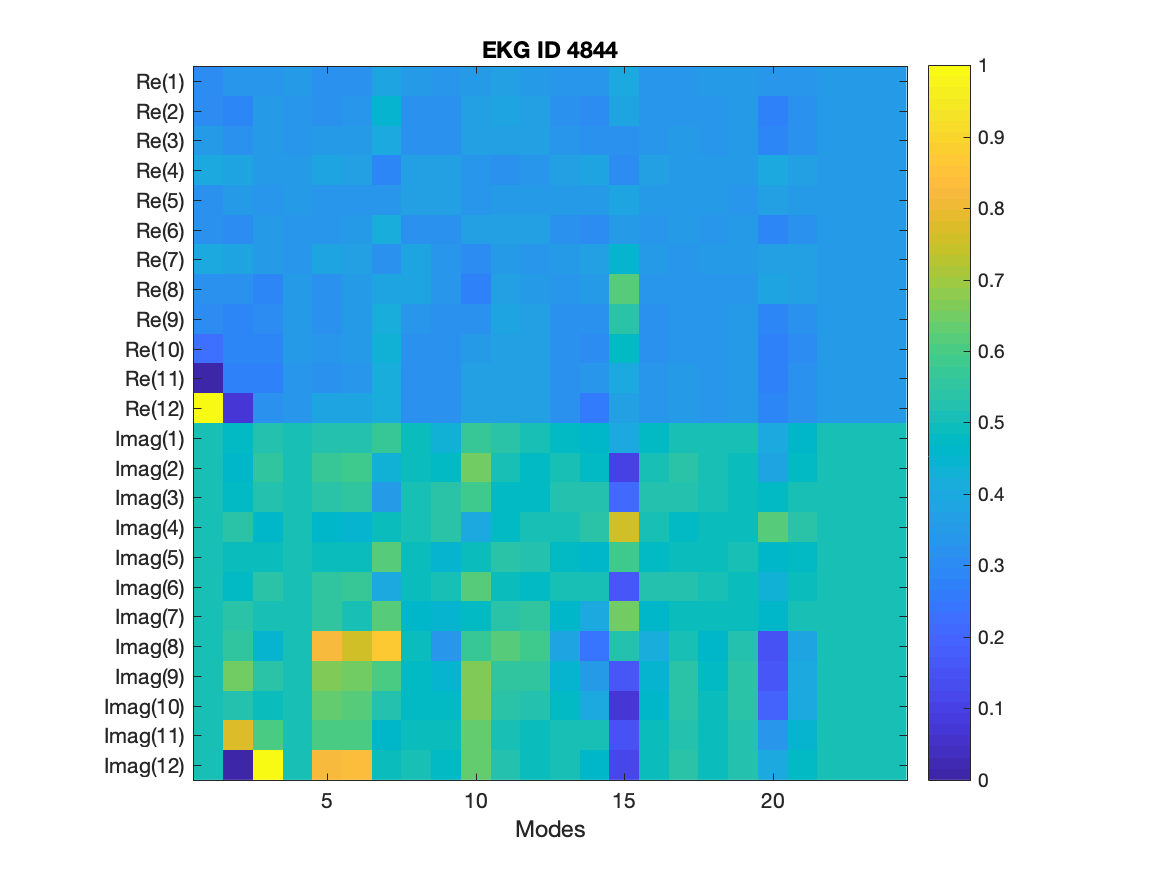 EKG ID 4844
Re(1)
Re(2)
Re(3)
Re(4)
Re(5)
Re(6)
Re(7)
Re(8)
Re(9)
Re(10)
Re(11)
Re(12)
Imag(1)
Imag(2)
Imag(3)
Imag(4)
Imag(5)
Imag(6)
Imag(7)
Imag(8)
Imag(9)
Imag(10)
Imag(11)
Imag(12)
5 10 15 20
Modes
1
0.9
0.8
0.7
0.6
0.5
0.4
0.3
0.2
0.1
0